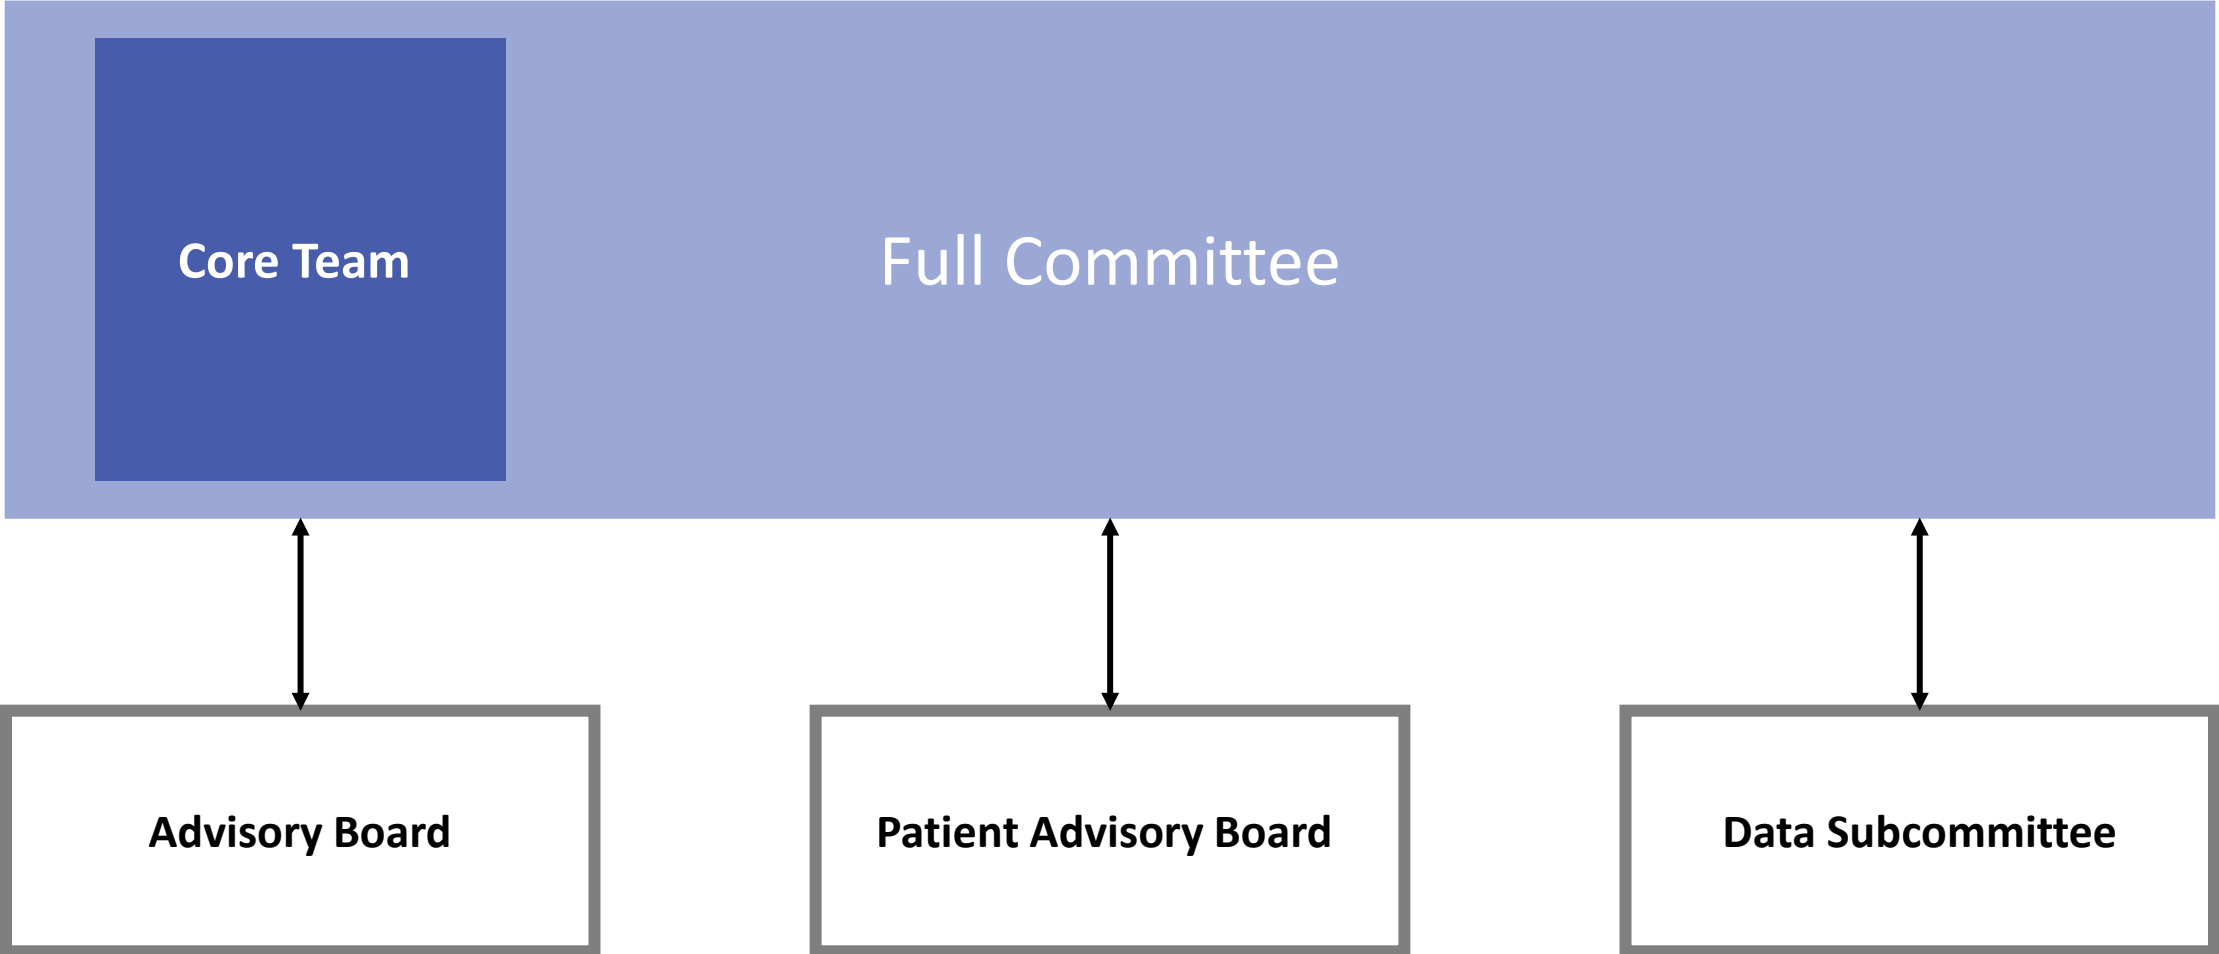 Core Team
Full Committee
Advisory Board
Patient Advisory Board
Data Subcommittee